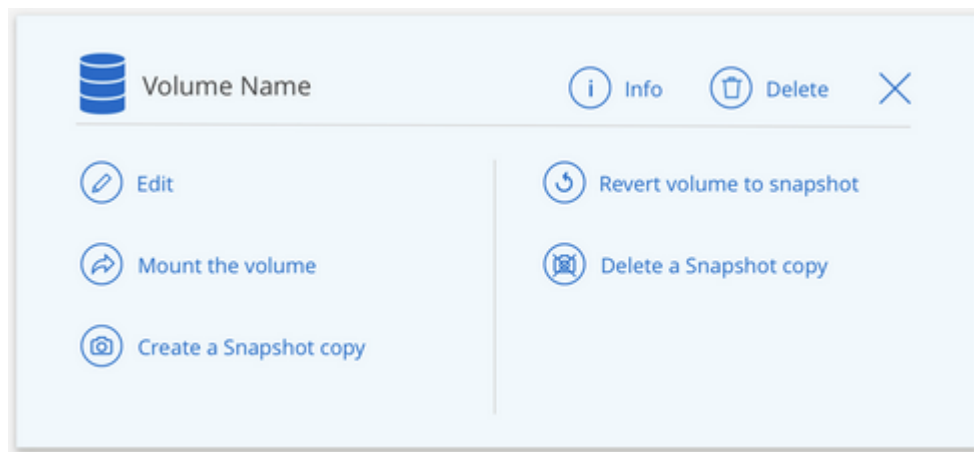 Volume Name
Info
Delete
Edit
Revert volume to snapshot
Mount the volume
Delete a Snapshot copy
Create a Snapshot copy